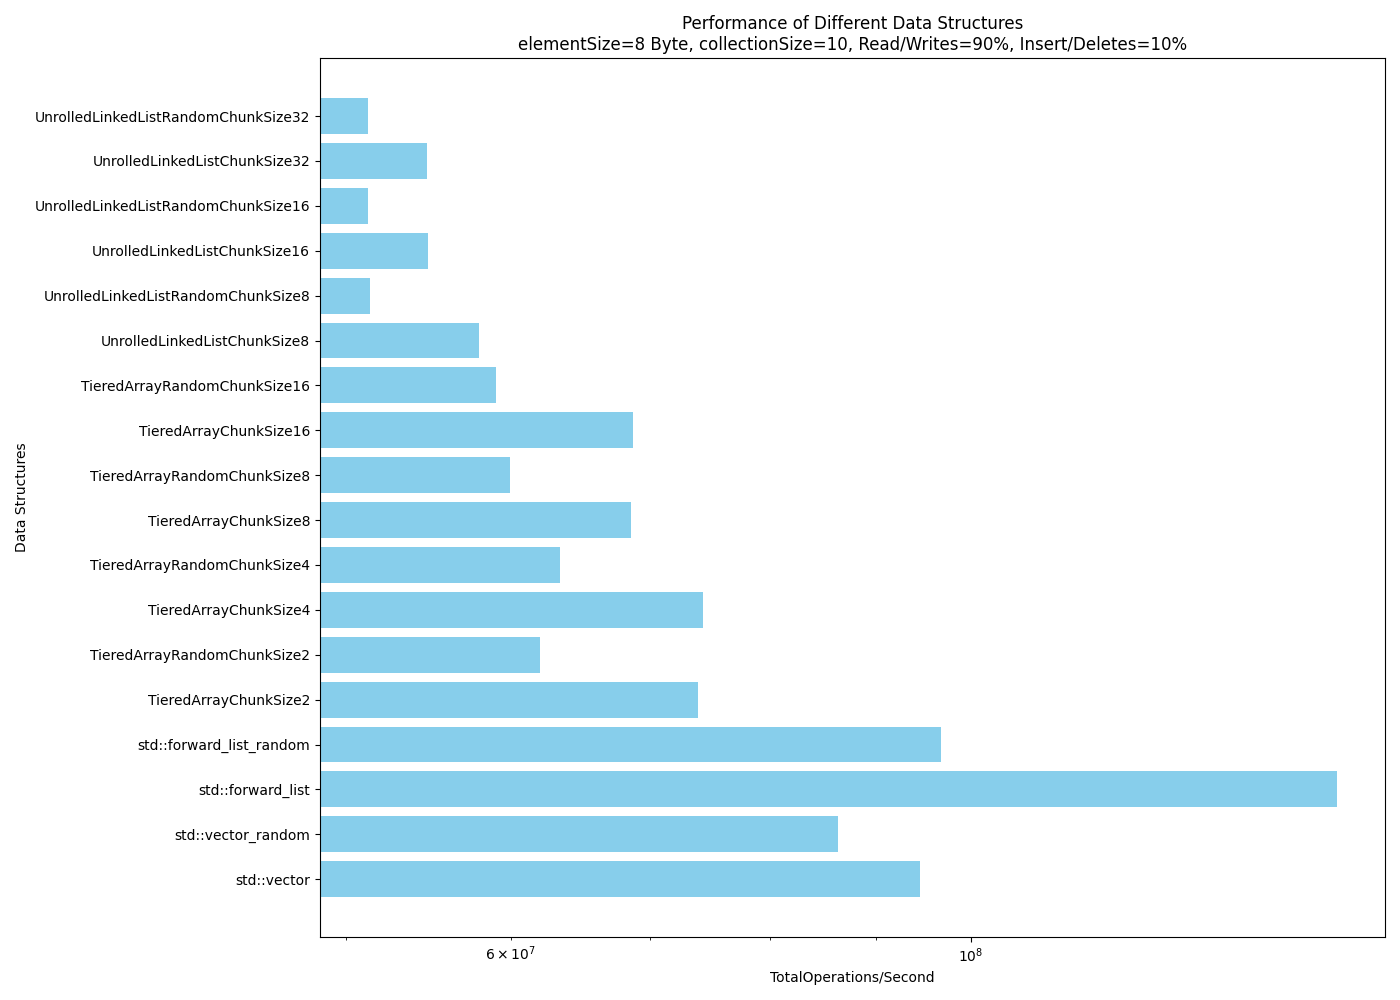 Performance of Different Data Structures
elementSize=8 Byte, collectionSize=10, Read/Writes=90%, Insert/Deletes=10%
Data Structures
UnrolledLinkedListRandomChunkSize32
UnrolledLinkedListChunkSize32
UnrolledLinkedListRandomChunkSize16
UnrolledLinkedListChunkSize16
UnrolledLinkedListRandomChunkSize8
UnrolledLinkedListChunkSize8
TieredArrayRandomChunkSize16
TieredArrayChunkSize16
TieredArrayRandomChunkSize8
TieredArrayChunkSize8
TieredArrayRandomChunkSize4
TieredArrayChunkSize4
TieredArrayRandomChunkSize2
TieredArrayChunkSize2
std::forward_list_random
std::forward_list
std::vector_random
std::vector
6 × 10⁷ 10⁸
TotalOperations/Second